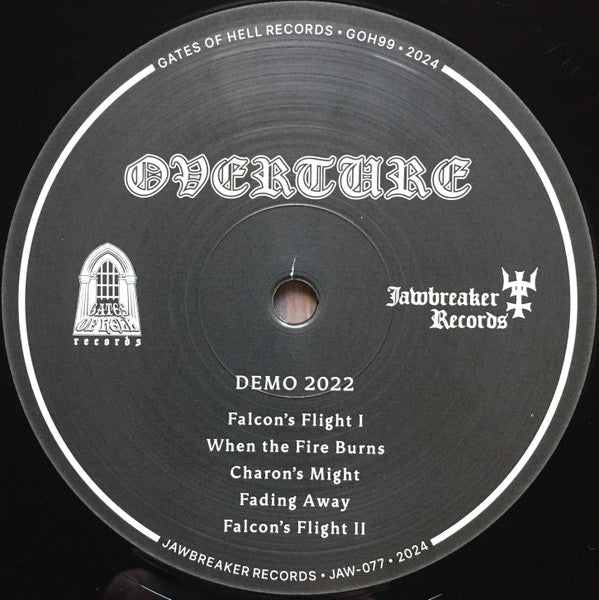 GATES OF HELL RECORDS • GOH99 • 2024
OVERTURE
GATES
OF HELL
records
Jawbreaker
Records
DEMO 2022
Falcon's Flight I
When the Fire Burns
Charon's Might
Fading Away
Falcon's Flight II
JAWBREAKER RECORDS • JAW-077 • 2024